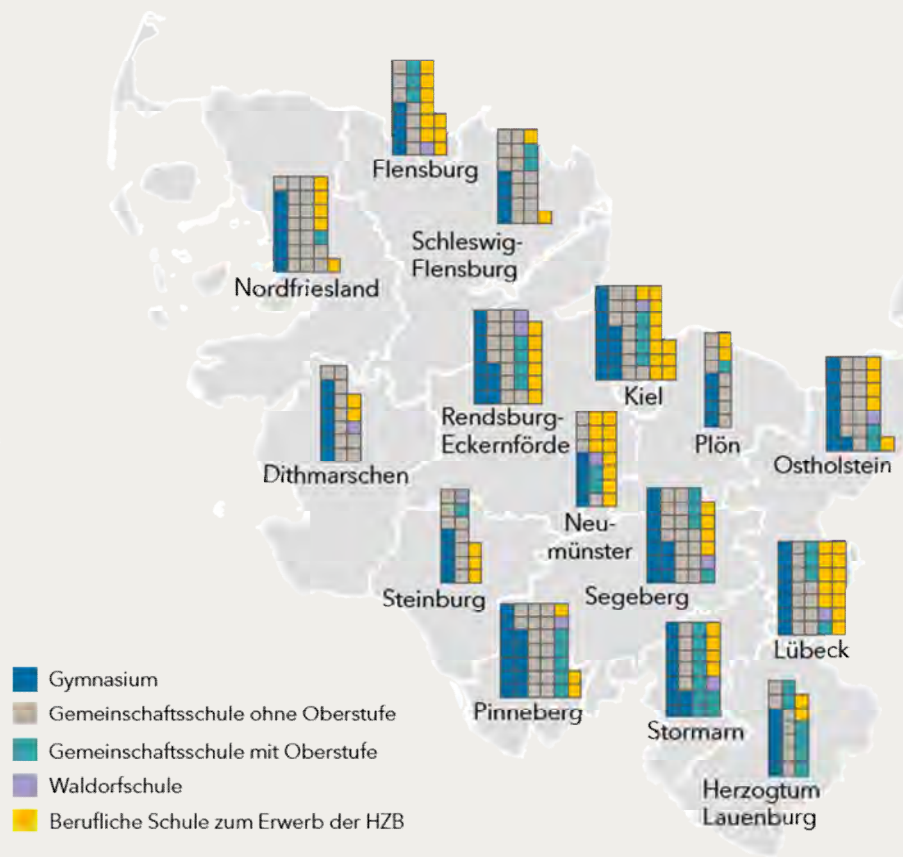 Flensburg
Schleswig-
Flensburg
Nordfriesland
Kiel
Rendsburg-
Eckernförde
Plön
Ostholstein
Dithmarschen
Neu-
münster
Steinburg
Segeberg
Lübeck
Pinneberg
Stormarn
Herzogtum
Lauenburg
Gymnasium
Gemeinschaftsschule ohne Oberstufe
Gemeinschaftsschule mit Oberstufe
Waldorfschule
Berufliche Schule zum Erwerb der HZB